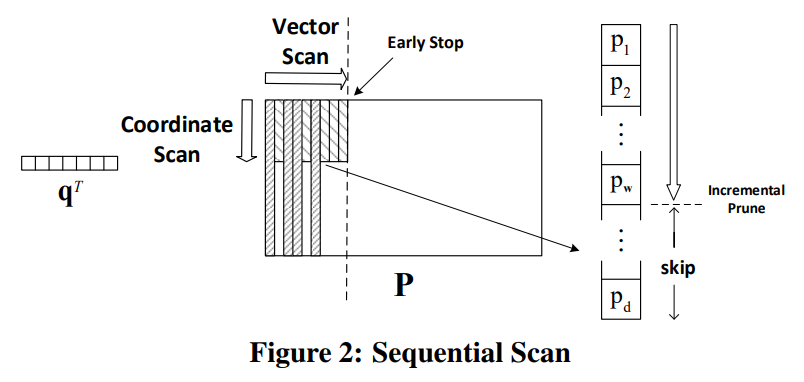 Vector
Scan
Early Stop
Coordinate
Scan
q^T
P
p_1
p_2
⋮
p_w
Incremental
Prune
⋮
skip
p_d
Figure 2: Sequential Scan